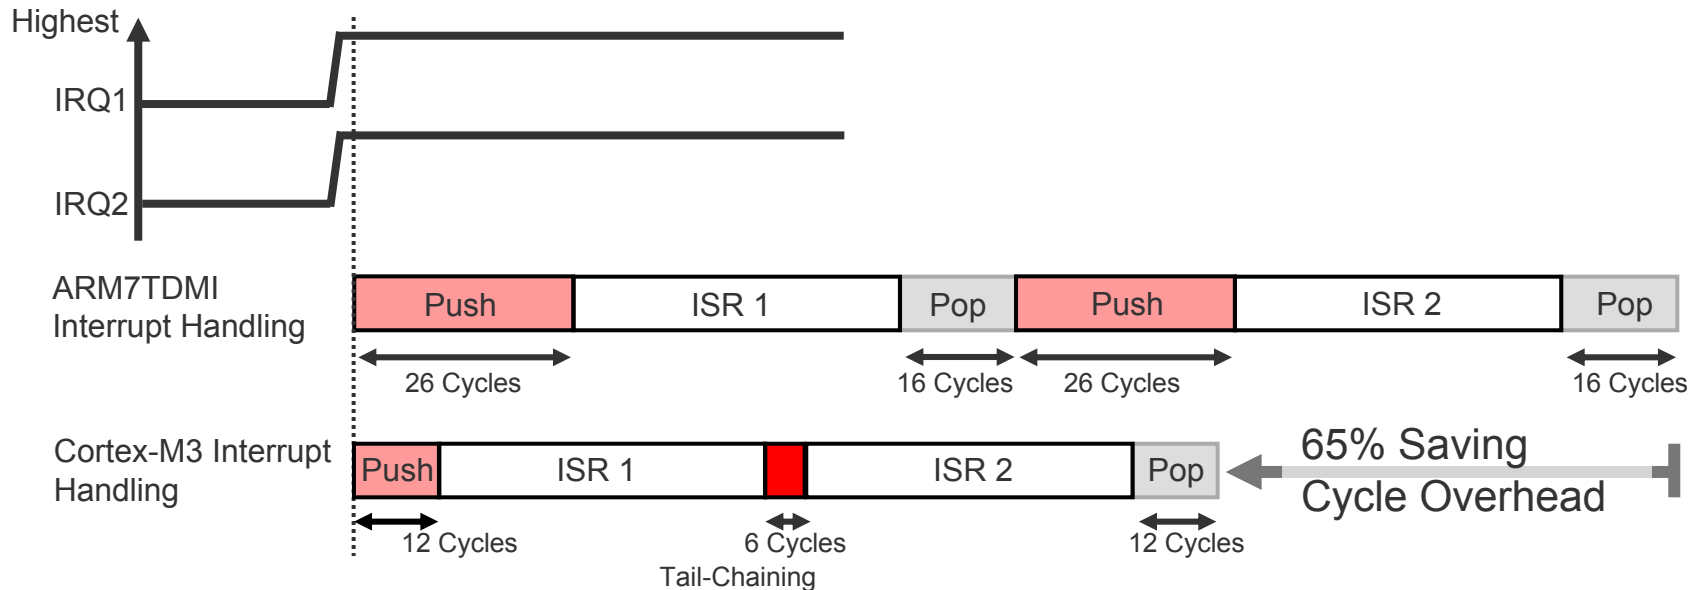 Highest
IRQ1
IRQ2
ARM7TDMI
Interrupt Handling
Push
ISR 1
Pop
Push
ISR 2
Pop
26 Cycles
16 Cycles
26 Cycles
16 Cycles
Cortex-M3 Interrupt
Handling
Push
ISR 1
ISR 2
Pop
65% Saving
Cycle Overhead
12 Cycles
6 Cycles
12 Cycles
Tail-Chaining